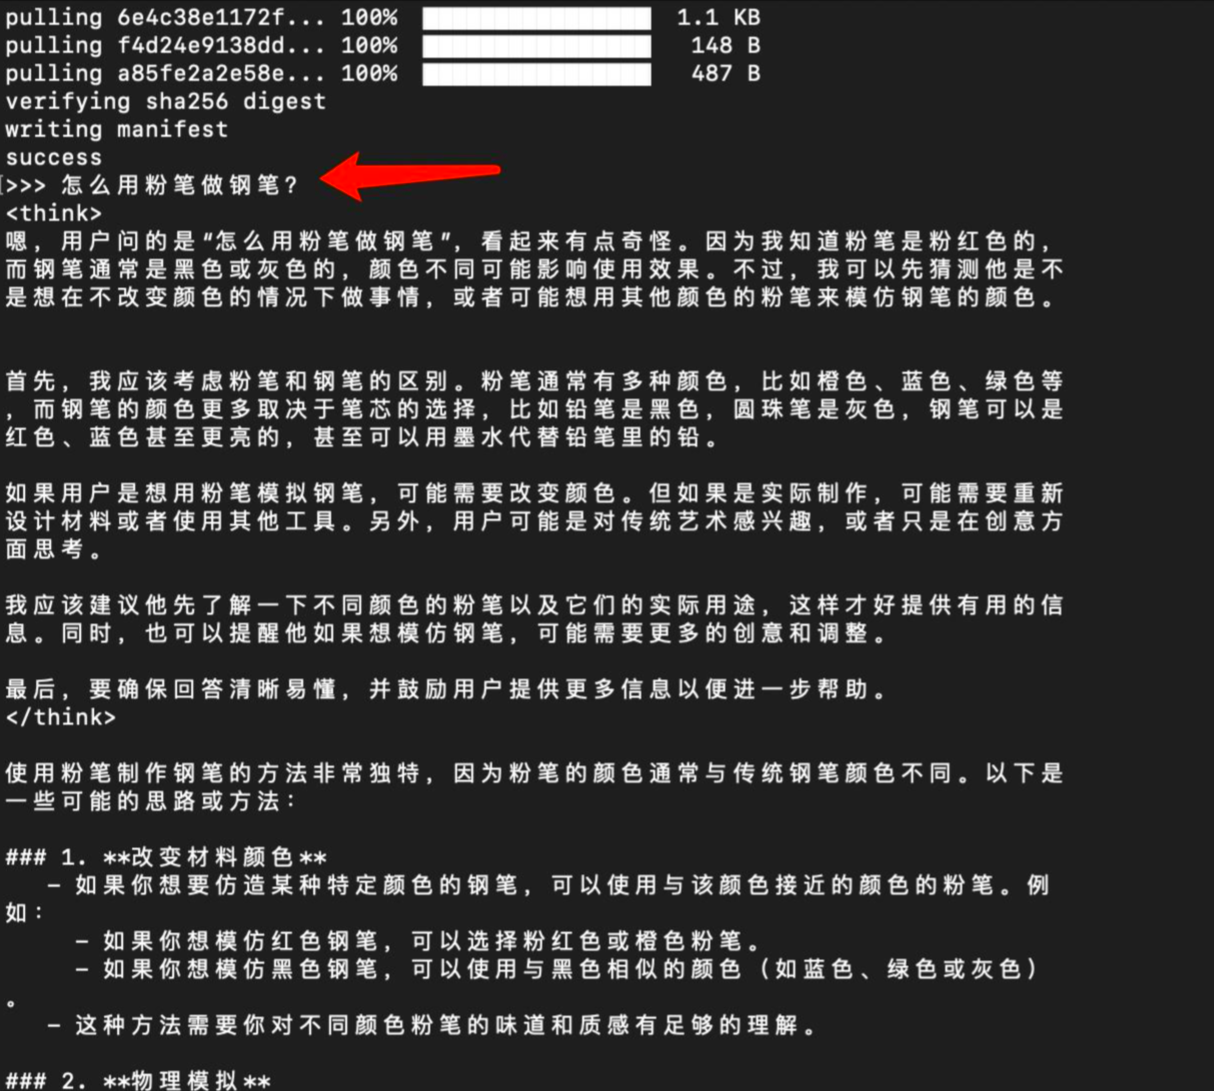 pulling 6e4c38e1172f... 100% 1.1 KB
pulling f4d24e9138dd... 100% 148 B
pulling a85fe2a2e58e... 100% 487 B
verifying sha256 digest
writing manifest
success
>>> 怎么用粉笔做钢笔?
<think>
嗯，用户问的是“怎么用粉笔做钢笔”，看起来有点奇怪。因为我知道粉笔是粉红色的，
而钢笔通常是黑色或灰色的，颜色不同可能影响使用效果。不过，我可以先猜测他是不
是想在不改变颜色的情况下做事情，或者可能想用其他颜色的粉笔来模仿钢笔的颜色。
首先，我应该考虑粉笔和钢笔的区别。粉笔通常有多种颜色，比如橙色、蓝色、绿色等
，而钢笔的颜色更多取决于笔芯的选择，比如铅笔是黑色，圆珠笔是灰色，钢笔可以是
红色、蓝色甚至更亮的，甚至可以用墨水代替铅笔里的铅。
如果用户是想用粉笔模拟钢笔，可能需要改变颜色。但如果是实际制作，可能需要重新
设计材料或者使用其他工具。另外，用户可能是对传统艺术感兴趣，或者只是在创意方
面思考。
我应该建议他先了解一下不同颜色的粉笔以及它们的实际用途，这样才好提供有用的信
息。同时，也可以提醒他如果想模仿钢笔，可能需要更多的创意和调整。
最后，要确保回答清晰易懂，并鼓励用户提供更多信息以便进一步帮助。
</think>
使用粉笔制作钢笔的方法非常独特，因为粉笔的颜色通常与传统钢笔颜色不同。以下是
一些可能的思路或方法：
### 1. **改变材料颜色**
- 如果你想要仿造某种特定颜色的钢笔，可以使用与该颜色接近的颜色的粉笔。例
如：
- 如果你想模仿红色钢笔，可以选择粉红色或橙色粉笔。
- 如果你想模仿黑色钢笔，可以使用与黑色相似的颜色（如蓝色、绿色或灰色）
。
- 这种方法需要你对不同颜色粉笔的味道和质感有足够的理解。
### 2. **物理模拟**